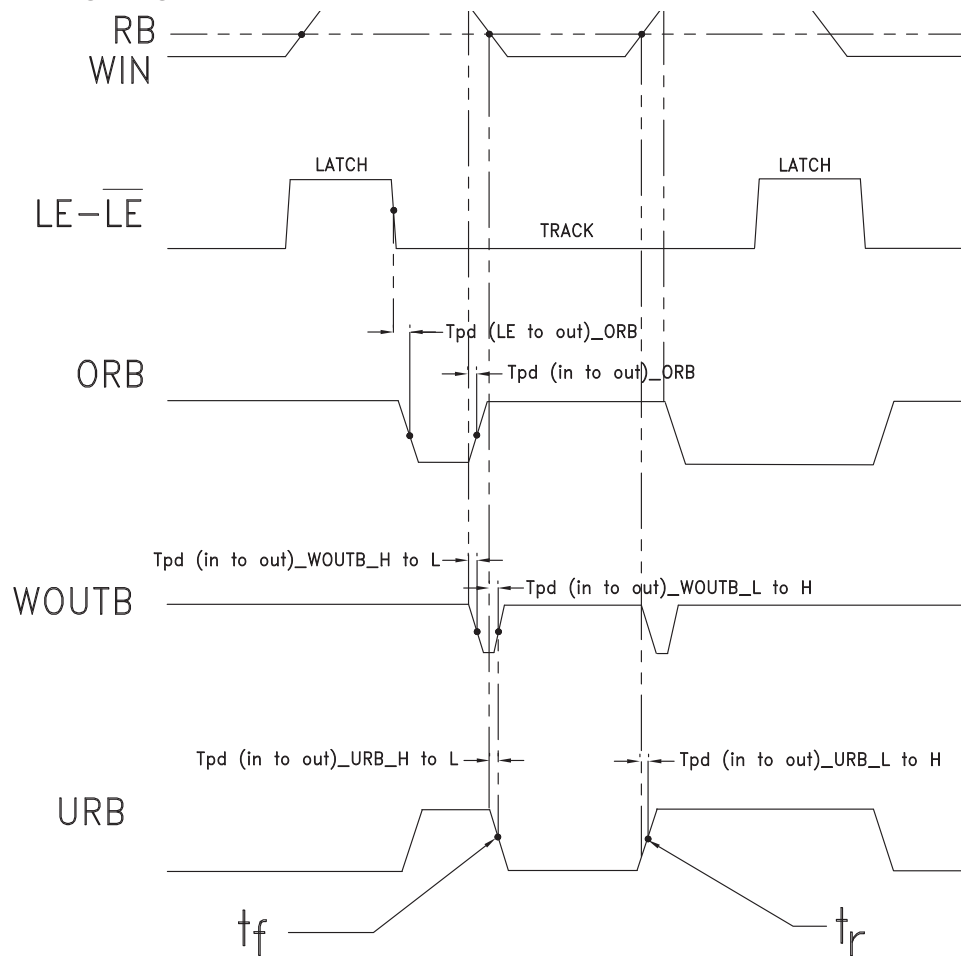 RB
WIN
LATCH
LATCH
LE-L̅E̅
TRACK
Tpd (LE to out)_ORB
ORB
Tpd (in to out)_ORB
Tpd (in to out)_WOUTB_H to L
Tpd (in to out)_WOUTB_L to H
WOUTB
Tpd (in to out)_URB_H to L
Tpd (in to out)_URB_L to H
URB
tf
tr